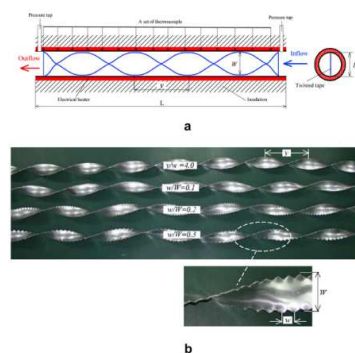 Pressure tap
A set of thermocouple
Pressure tap
Outflow
W
Inflow
Twisted tape
y
Electrical heater
Insulation
L
a
y/w=4.0
y
w/W=0.1
w/W=0.2
w/W=0.3
W
w
b